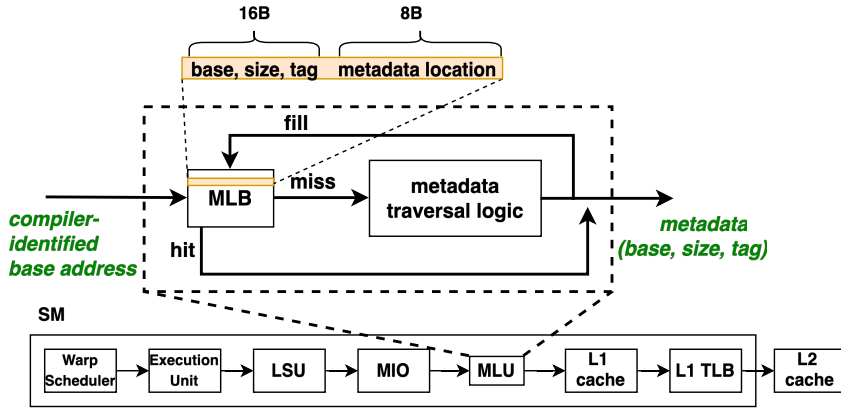 16B 8B
base, size, tag metadata location
fill
MLB
miss
metadata
traversal logic
compiler-
identified
base address
hit
metadata
(base, size, tag)
SM
Warp
Scheduler
Execution
Unit
LSU
MIO
MLU
L1
cache
L1 TLB
L2
cache